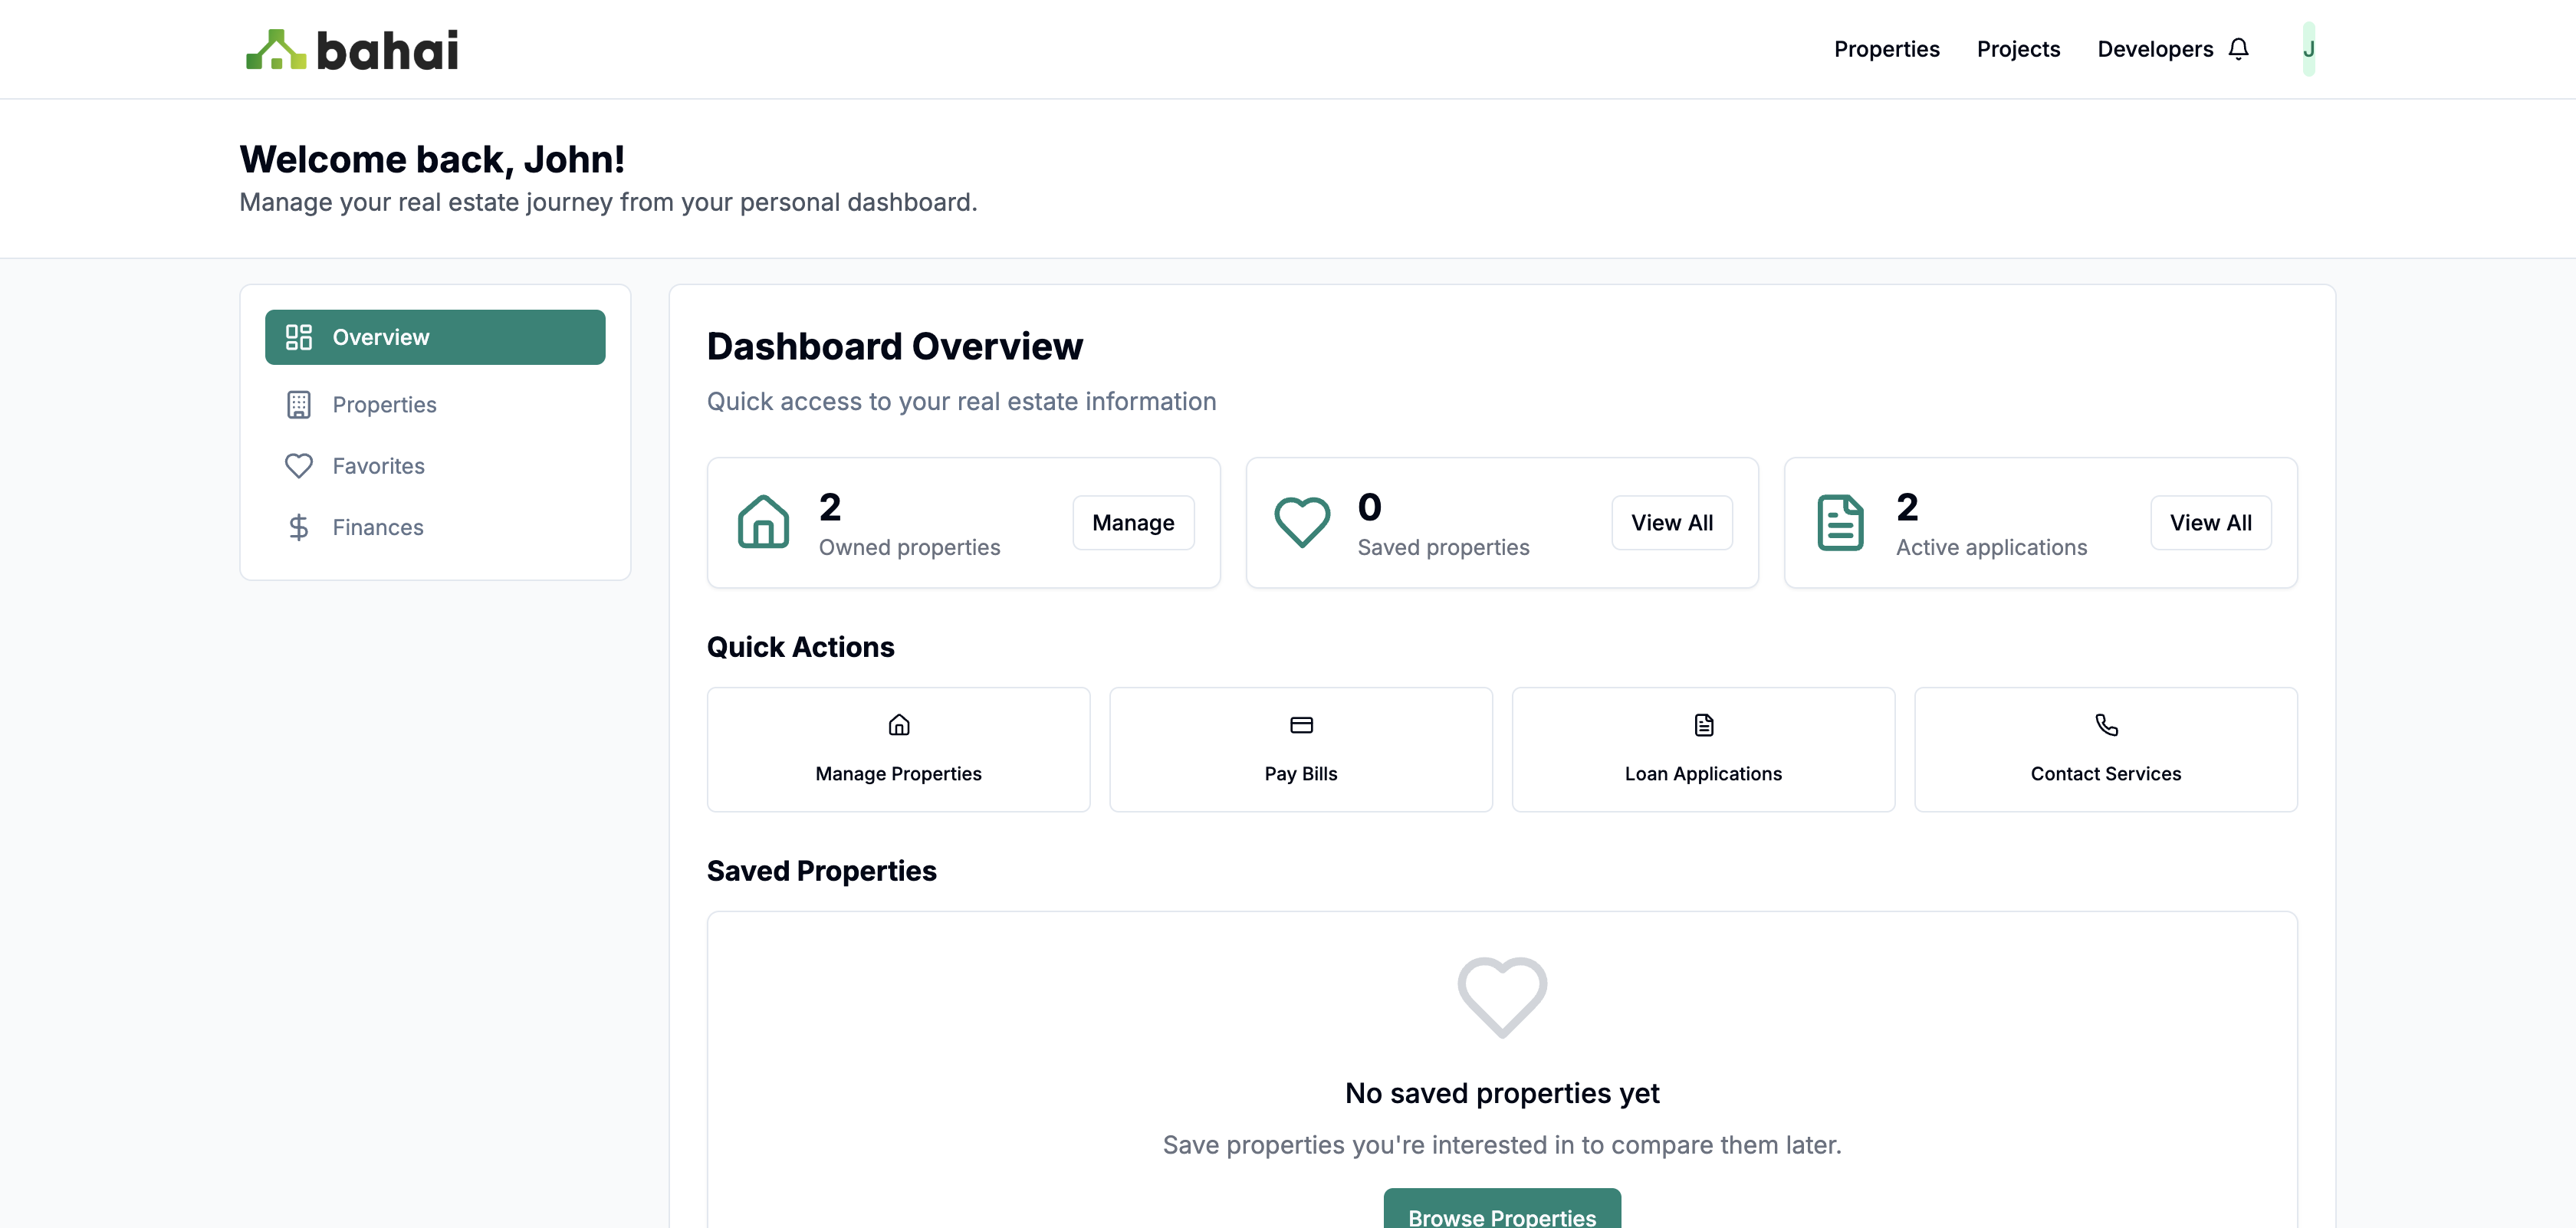 bahai
Properties
Projects
Developers
J
Welcome back, John!
Manage your real estate journey from your personal dashboard.
Overview
Properties
Favorites
Finances
Dashboard Overview
Quick access to your real estate information
2
Owned properties
Manage
0
Saved properties
View All
2
Active applications
View All
Quick Actions
Manage Properties
Pay Bills
Loan Applications
Contact Services
Saved Properties
No saved properties yet
Save properties you're interested in to compare them later.
Browse Properties